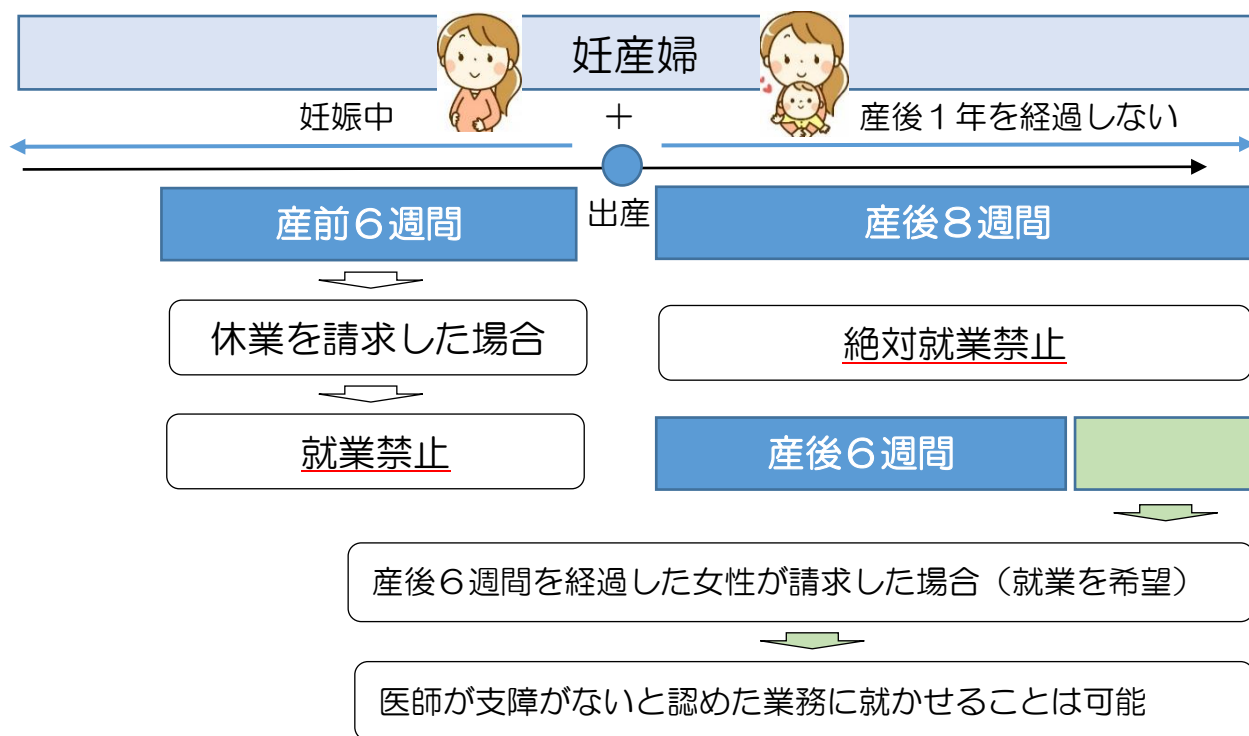 妊産婦
妊娠中
＋
産後１年を経過しない
出産
産前６週間
産後８週間
休業を請求した場合
絶対就業禁止
就業禁止
産後６週間
産後６週間を経過した女性が請求した場合（就業を希望）
医師が支障がないと認めた業務に就かせることは可能